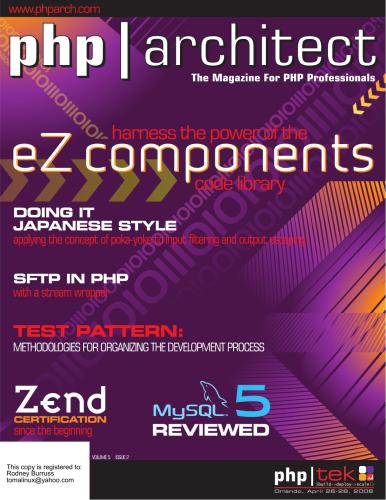 www.phparch.com
php|architect
The Magazine For PHP Professionals
harness the power of the
eZ components
code library
DOING IT
JAPANESE STYLE
applying the concept of poka-yoke to input filtering and output escaping
SFTP IN PHP
with a stream wrapper
TEST PATTERN:
METHODOLOGIES FOR ORGANIZING THE DEVELOPMENT PROCESS
Z€nd
CERTIFICATION
since the beginning
MySQL 5
REVIEWED
VOLUME 5 ISSUE 2
This copy is registered to:
Rodney Burruss
tomalinux@yahoo.com
php|tek
Orlando, April 26-28, 2006